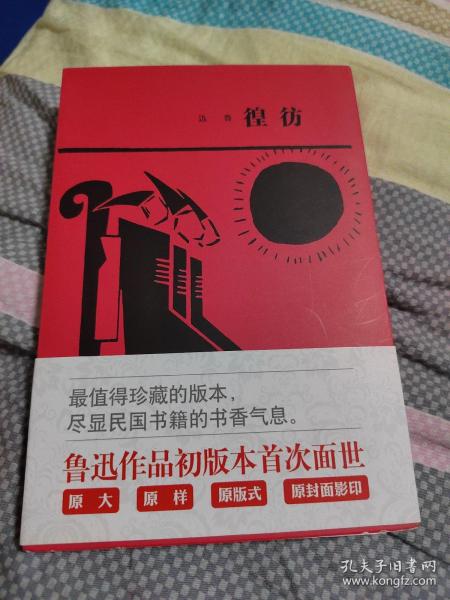 迅 鲁 徨彷
最值得珍藏的版本，
尽显民国书籍的书香气息。
鲁迅作品初版本首次面世
原大 原样 原版式 原封面影印
孔夫子旧书网
www.kongfz.com